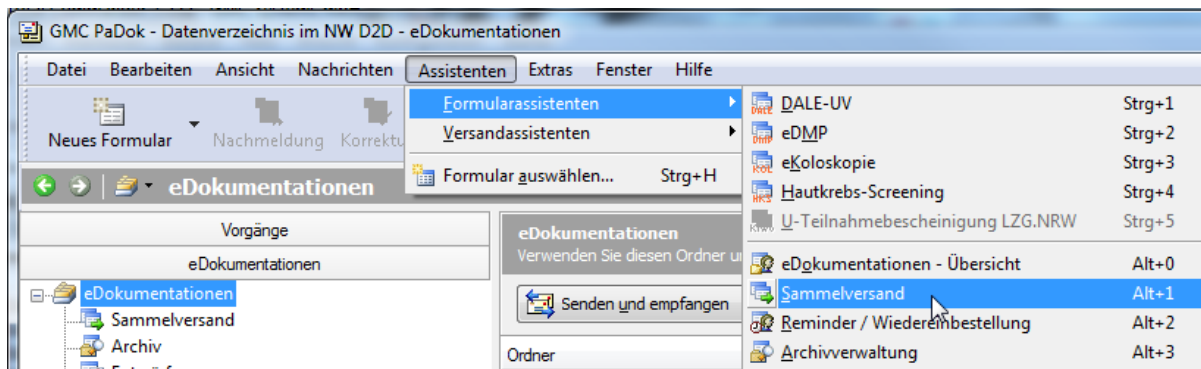 GMC PaDok - Datenverzeichnis im NW D2D - eDokumentationen
Datei Bearbeiten Ansicht Nachrichten Assistenten Extras Fenster Hilfe
Neues Formular Nachmeldung Korrektu
Formularassistenten
Versandassistenten
Formular auswählen... Strg+H
DALE-UV Strg+1
eDMP Strg+2
eKoloskopie Strg+3
Hautkrebs-Screening Strg+4
U-Teilnahmebescheinigung LZG.NRW Strg+5
eDokumentationen - Übersicht Alt+0
Sammelversand Alt+1
Reminder / Wiedereinbestellung Alt+2
Archivverwaltung Alt+3
eDokumentationen
Vorgänge
eDokumentationen
eDokumentationen
Sammelversand
Archiv
eDokumentationen
Verwenden Sie diesen Ordner u
Senden und empfangen
Ordner